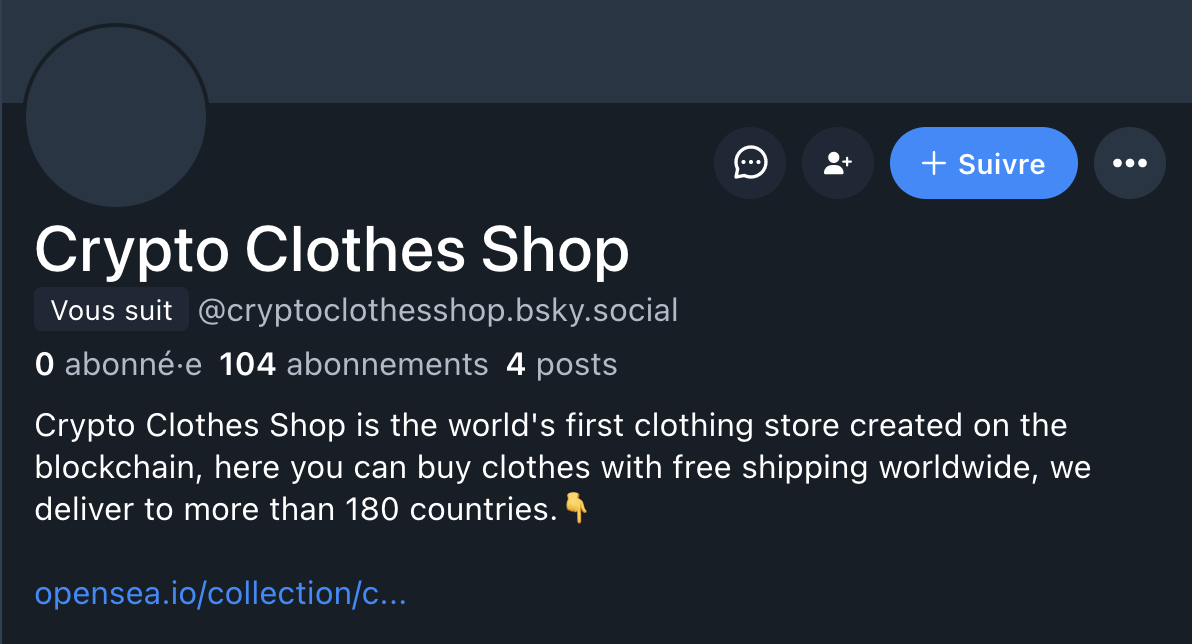 + Suivre
Crypto Clothes Shop
Vous suit @cryptoclothesshop.bsky.social
0 abonné·e 104 abonnements 4 posts
Crypto Clothes Shop is the world's first clothing store created on the
blockchain, here you can buy clothes with free shipping worldwide, we
deliver to more than 180 countries.👇
opensea.io/collection/c...